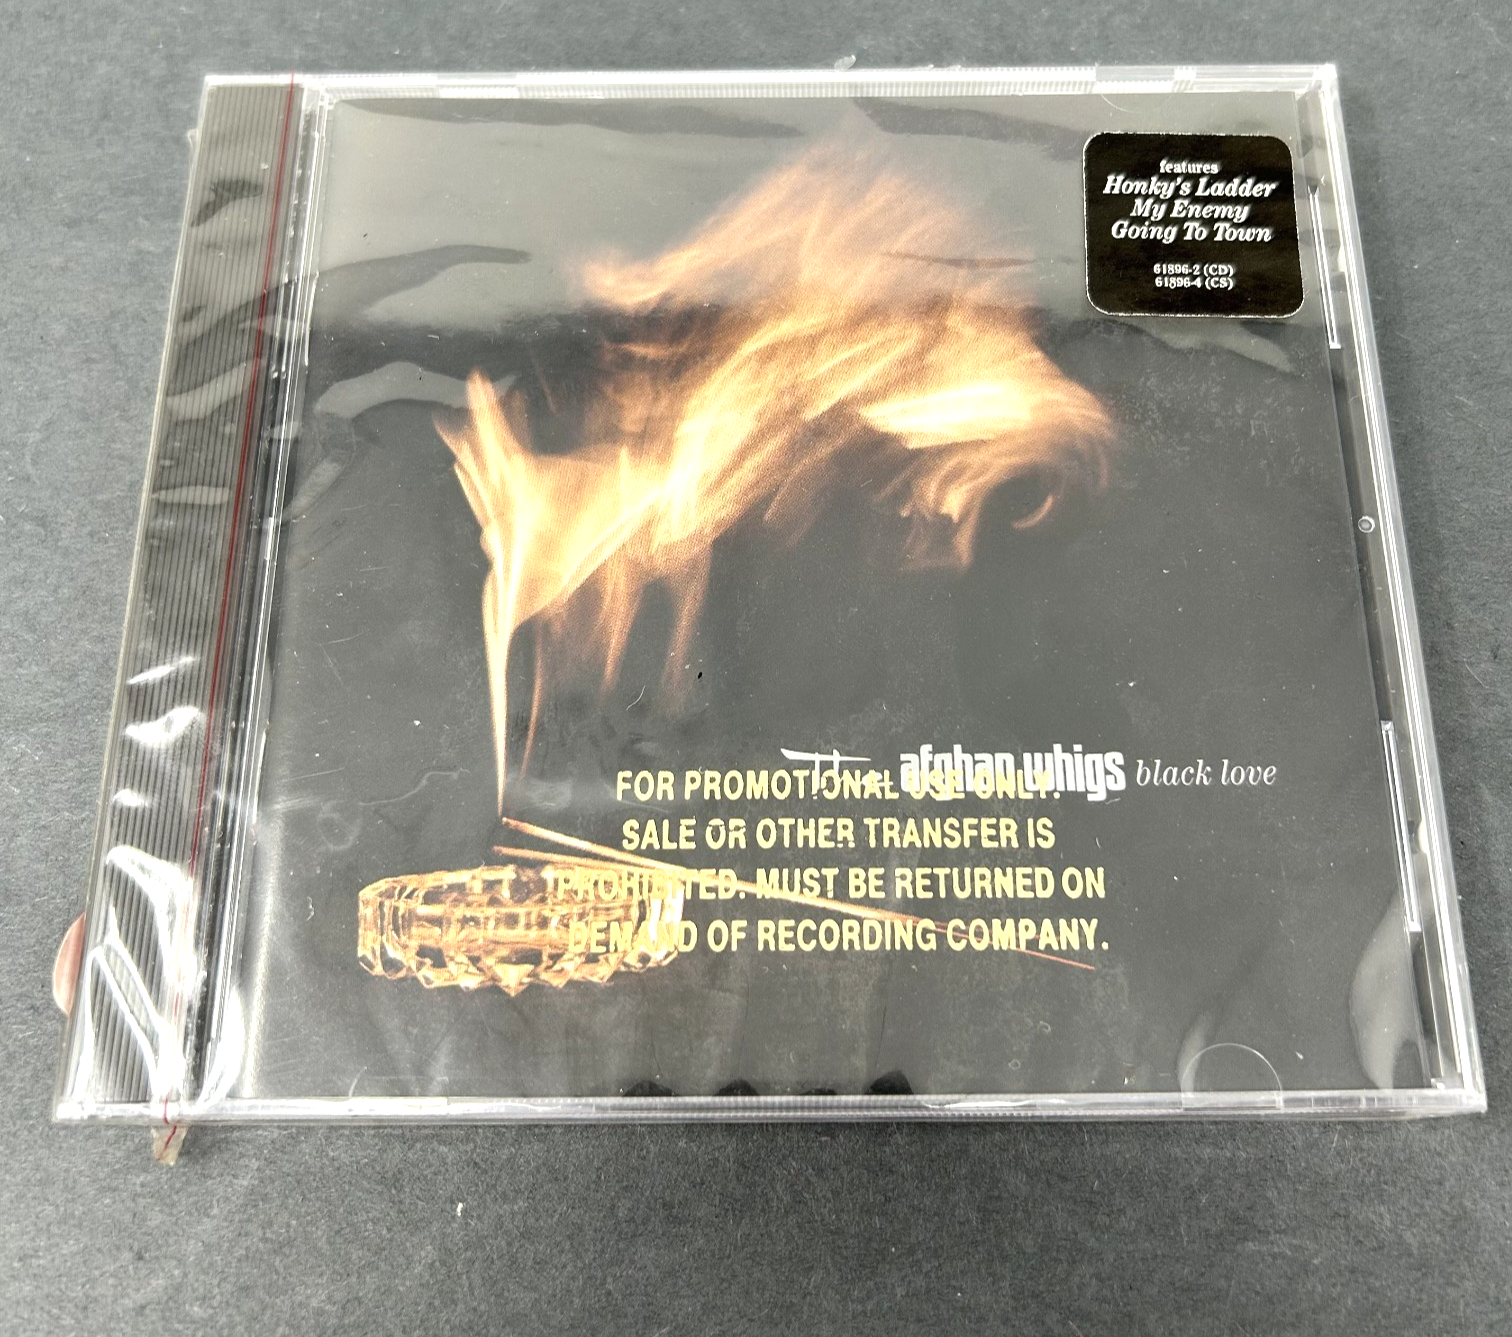 features
Honky's Ladder
My Enemy
Going To Town
61896-2 (CD)
61896-4 (CS)
The afghan whigs black love
FOR PROMOTIONAL USE ONLY.
SALE OR OTHER TRANSFER IS
PROHIBITED. MUST BE RETURNED ON
DEMAND OF RECORDING COMPANY.